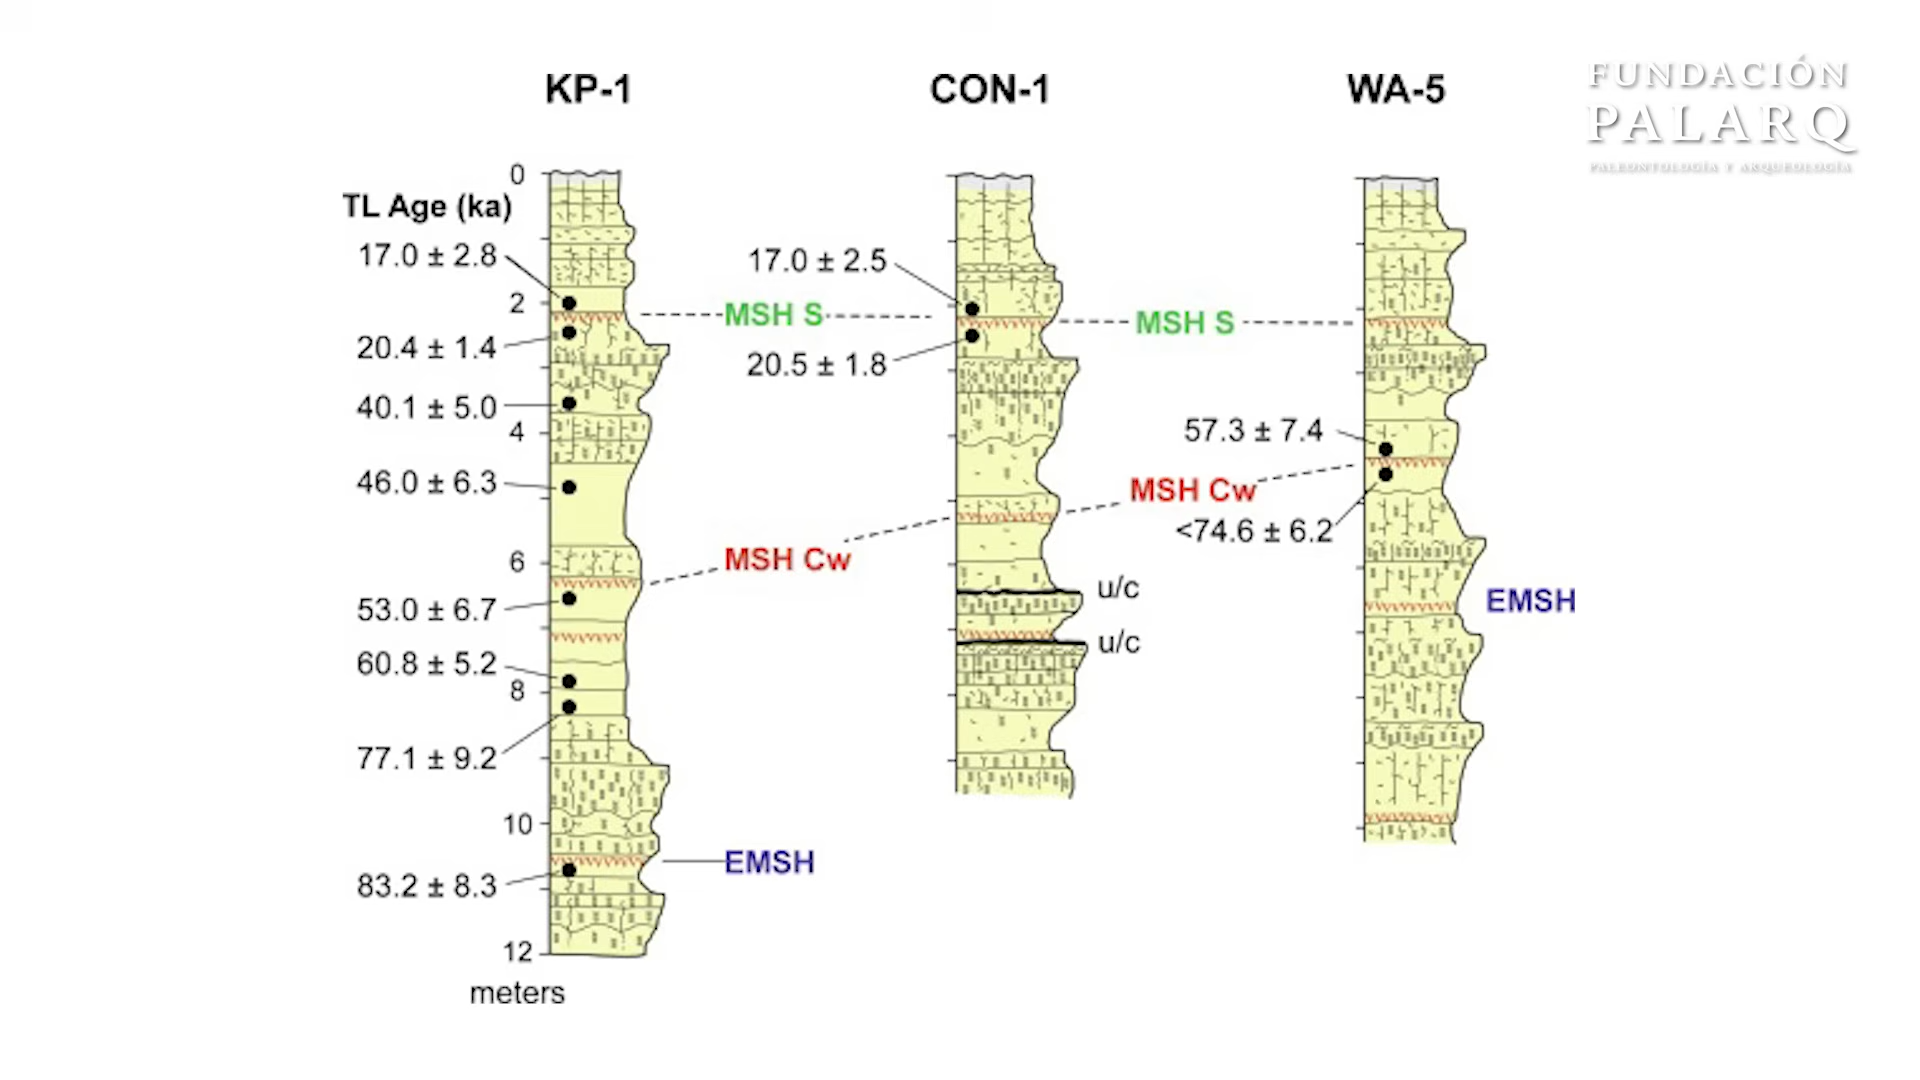 KP-1
CON-1
WA-5
FUNDACIÓN
PALARQ
PALEONTOLOGÍA Y ARQUEOLOGÍA
TL Age (ka)
0
2
4
6
8
10
12
meters
17.0 ± 2.8
20.4 ± 1.4
40.1 ± 5.0
46.0 ± 6.3
53.0 ± 6.7
60.8 ± 5.2
77.1 ± 9.2
83.2 ± 8.3
MSH S
MSH Cw
EMSH
17.0 ± 2.5
20.5 ± 1.8
u/c
u/c
MSH S
MSH Cw
57.3 ± 7.4
<74.6 ± 6.2
EMSH